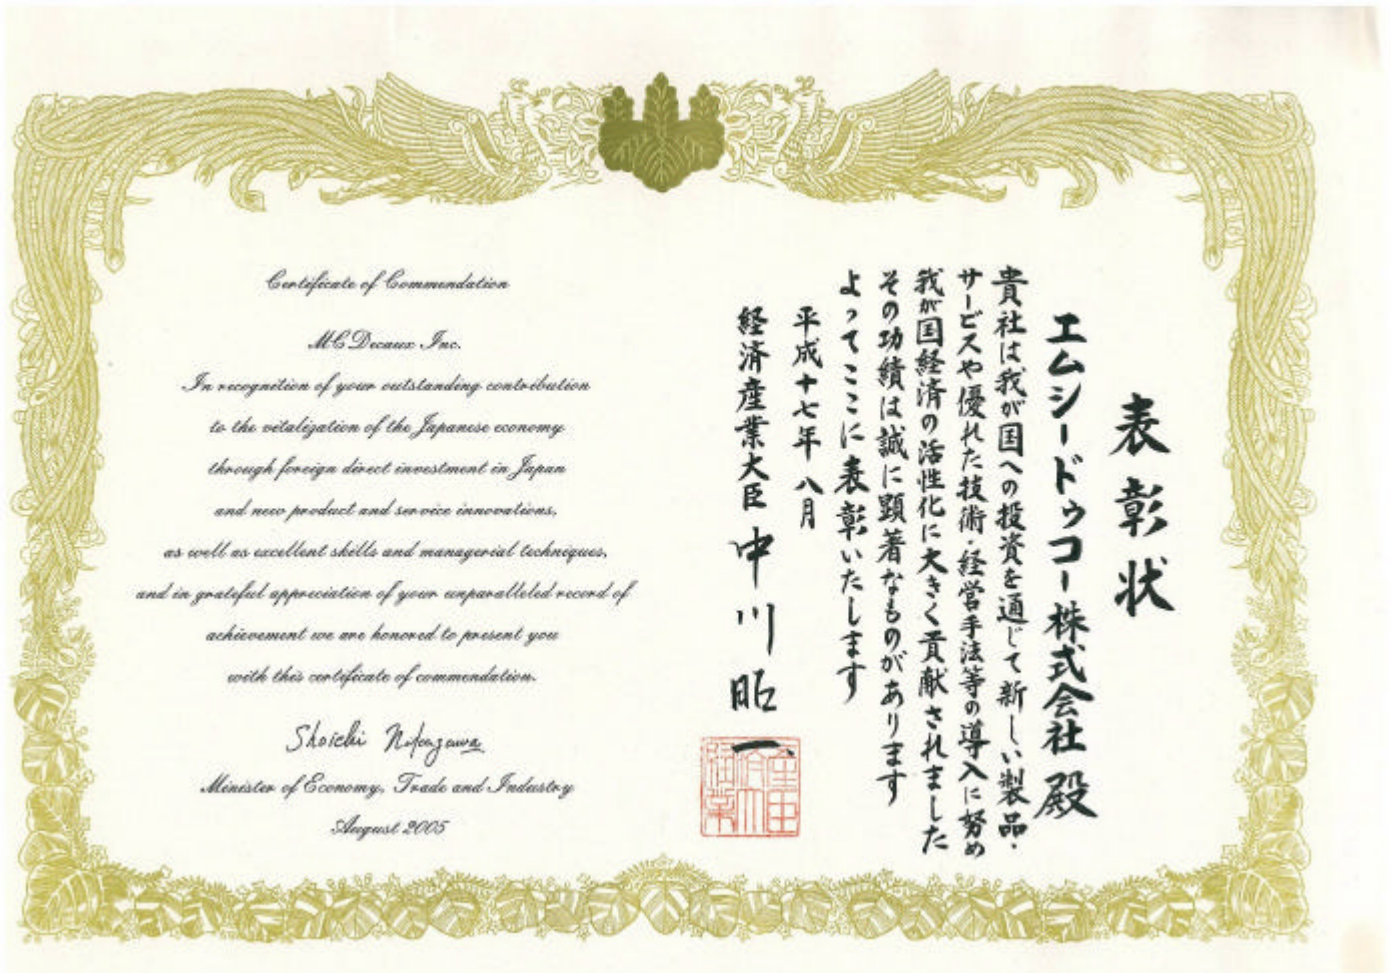 Certificate of Commendation
MCDecaux Inc.
In recognition of your outstanding contribution
to the vitalization of the Japanese economy
through foreign direct investment in Japan
and new product and service innovations,
as well as excellent skills and managerial techniques,
and in grateful appreciation of your unparalleled record of
achievement we are honored to present you
with this certificate of commendation.
Shoichi Nakagawa
Minister of Economy, Trade and Industry
August 2005
表彰状
エムシードゥコー株式会社殿
貴社は我が国への投資を通じて新しい製品・
サービスや優れた技術・経営手法等の導入に努め
我が国経済の活性化に大きく貢献されました
その功績は誠に顕著なものがあります
よってここに表彰いたします
平成十七年八月
経済産業大臣 中川昭一